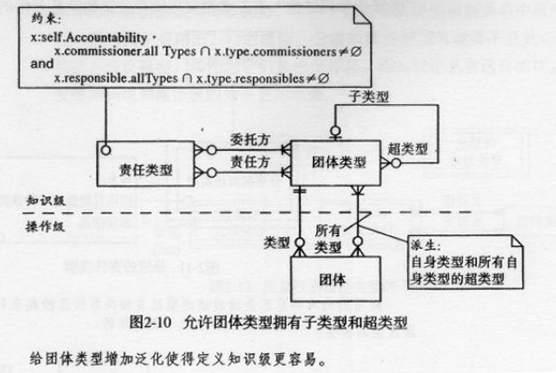 约束：
x:self.Accountability
x.commissioner.all Types ∩ x.type.commissioners≠∅
and
x.responsible.allTypes ∩ x.type.responsibles≠∅
子类型
委托方
超类型
责任类型
责任方
团体类型
知识级
操作级
类型
所有
类型
派生：
自身类型和所有自
身类型的超类型
团体
图2-10 允许团体类型拥有子类型和超类型
给团体类型增加泛化使得定义知识级更容易。